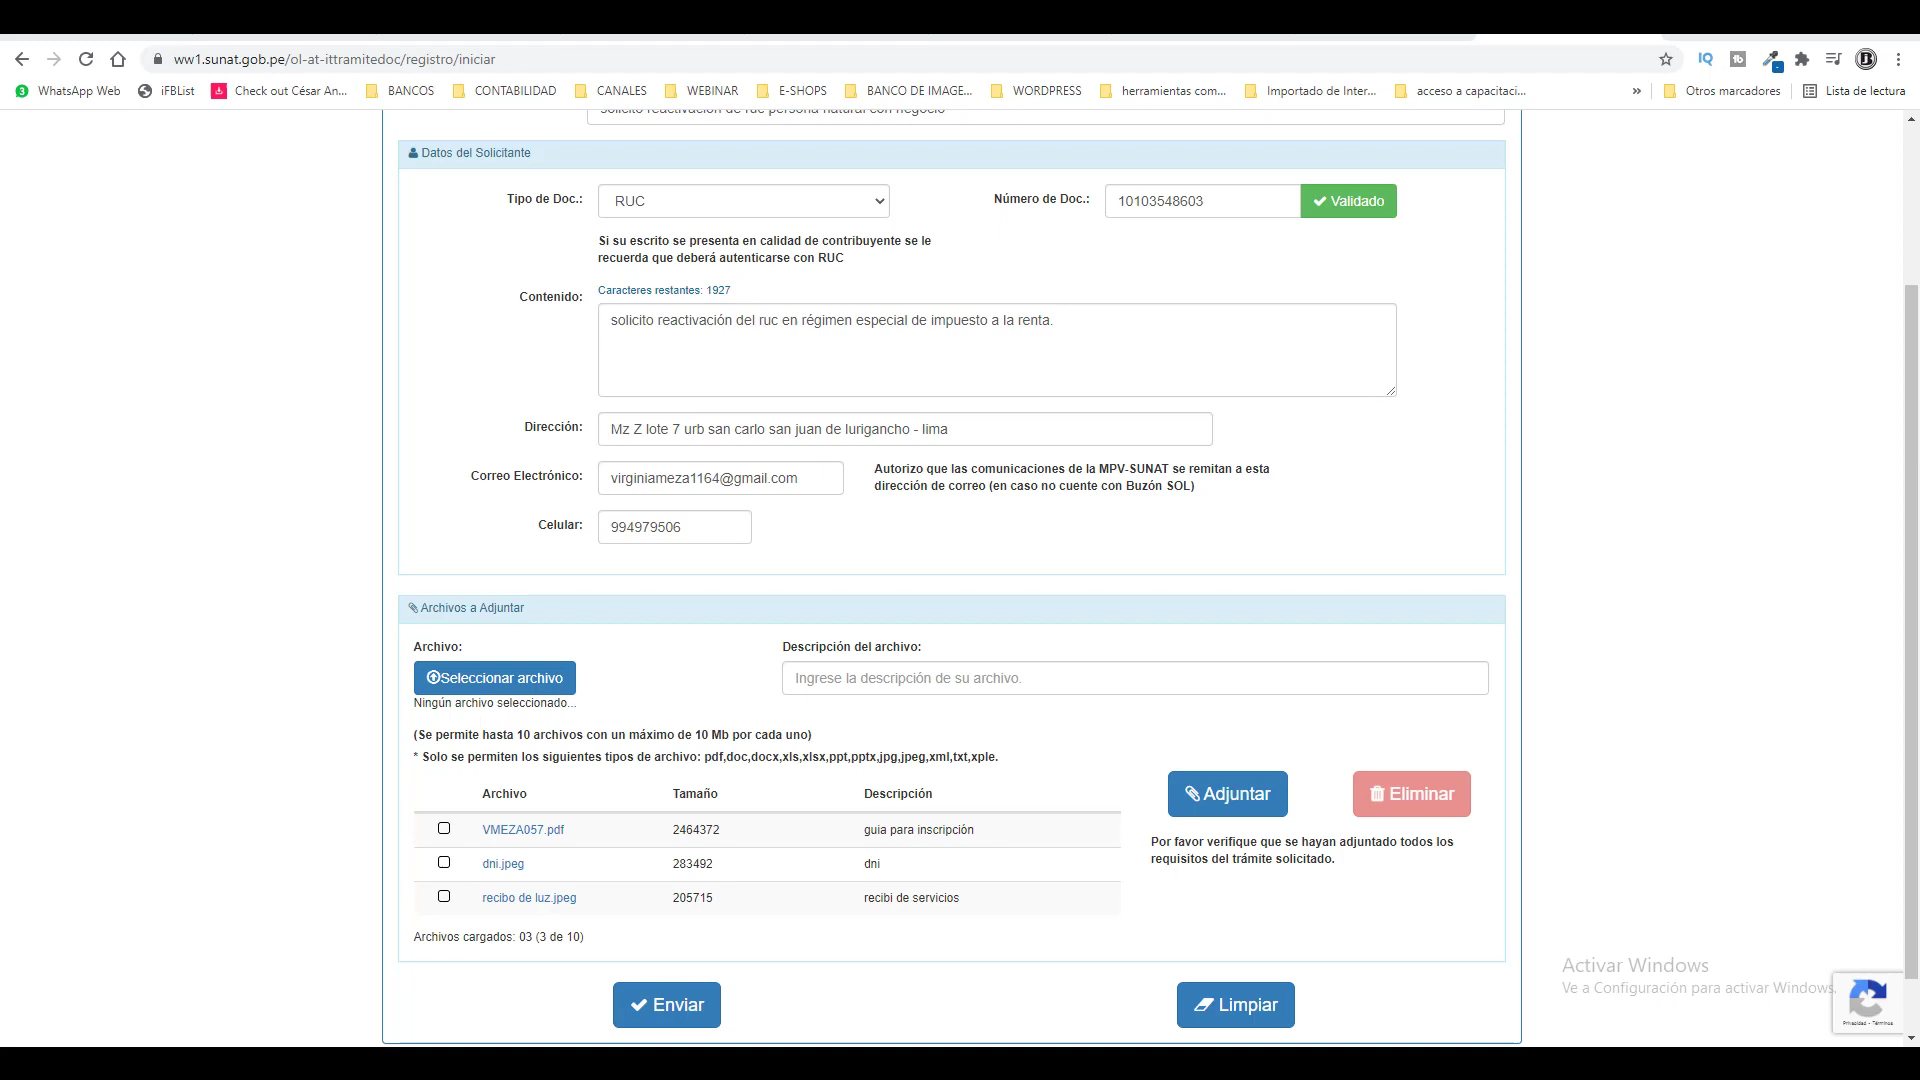 ww1.sunat.gob.pe/ol-at-ittramitedoc/registro/iniciar
WhatsApp Web iFBList Check out César An... BANCOS CONTABILIDAD CANALES WEBINAR E-SHOPS BANCO DE IMAGE... WORDPRESS herramientas com... Importado de Inter... acceso a capacitaci... » Otros marcadores Lista de lectura
solicito reactivación de ruc persona natural con negocio
Datos del Solicitante
Tipo de Doc.: RUC Número de Doc.: 10103548603 Validado
Si su escrito se presenta en calidad de contribuyente se le
recuerda que deberá autenticarse con RUC
Caracteres restantes: 1927
Contenido:
solicito reactivación del ruc en régimen especial de impuesto a la renta.
Dirección: Mz Z lote 7 urb san carlo san juan de lurigancho - lima
Correo Electrónico: virginiameza1164@gmail.com
Autorizo que las comunicaciones de la MPV-SUNAT se remitan a esta
dirección de correo (en caso no cuente con Buzón SOL)
Celular: 994979506
Archivos a Adjuntar
Archivo: Descripción del archivo:
Seleccionar archivo Ingrese la descripción de su archivo.
Ningún archivo seleccionado...
(Se permite hasta 10 archivos con un máximo de 10 Mb por cada uno)
* Solo se permiten los siguientes tipos de archivo: pdf,doc,docx,xls,xlsx,ppt,pptx,jpg,jpeg,xml,txt,xple.
Archivo Tamaño Descripción
VMEZA057.pdf 2464372 guia para inscripción
dni.jpeg 283492 dni
recibo de luz.jpeg 205715 recibi de servicios
Adjuntar Eliminar
Por favor verifique que se hayan adjuntado todos los
requisitos del trámite solicitado.
Archivos cargados: 03 (3 de 10)
Enviar Limpiar
Activar Windows
Ve a Configuración para activar Windows.
Privacidad - Términos